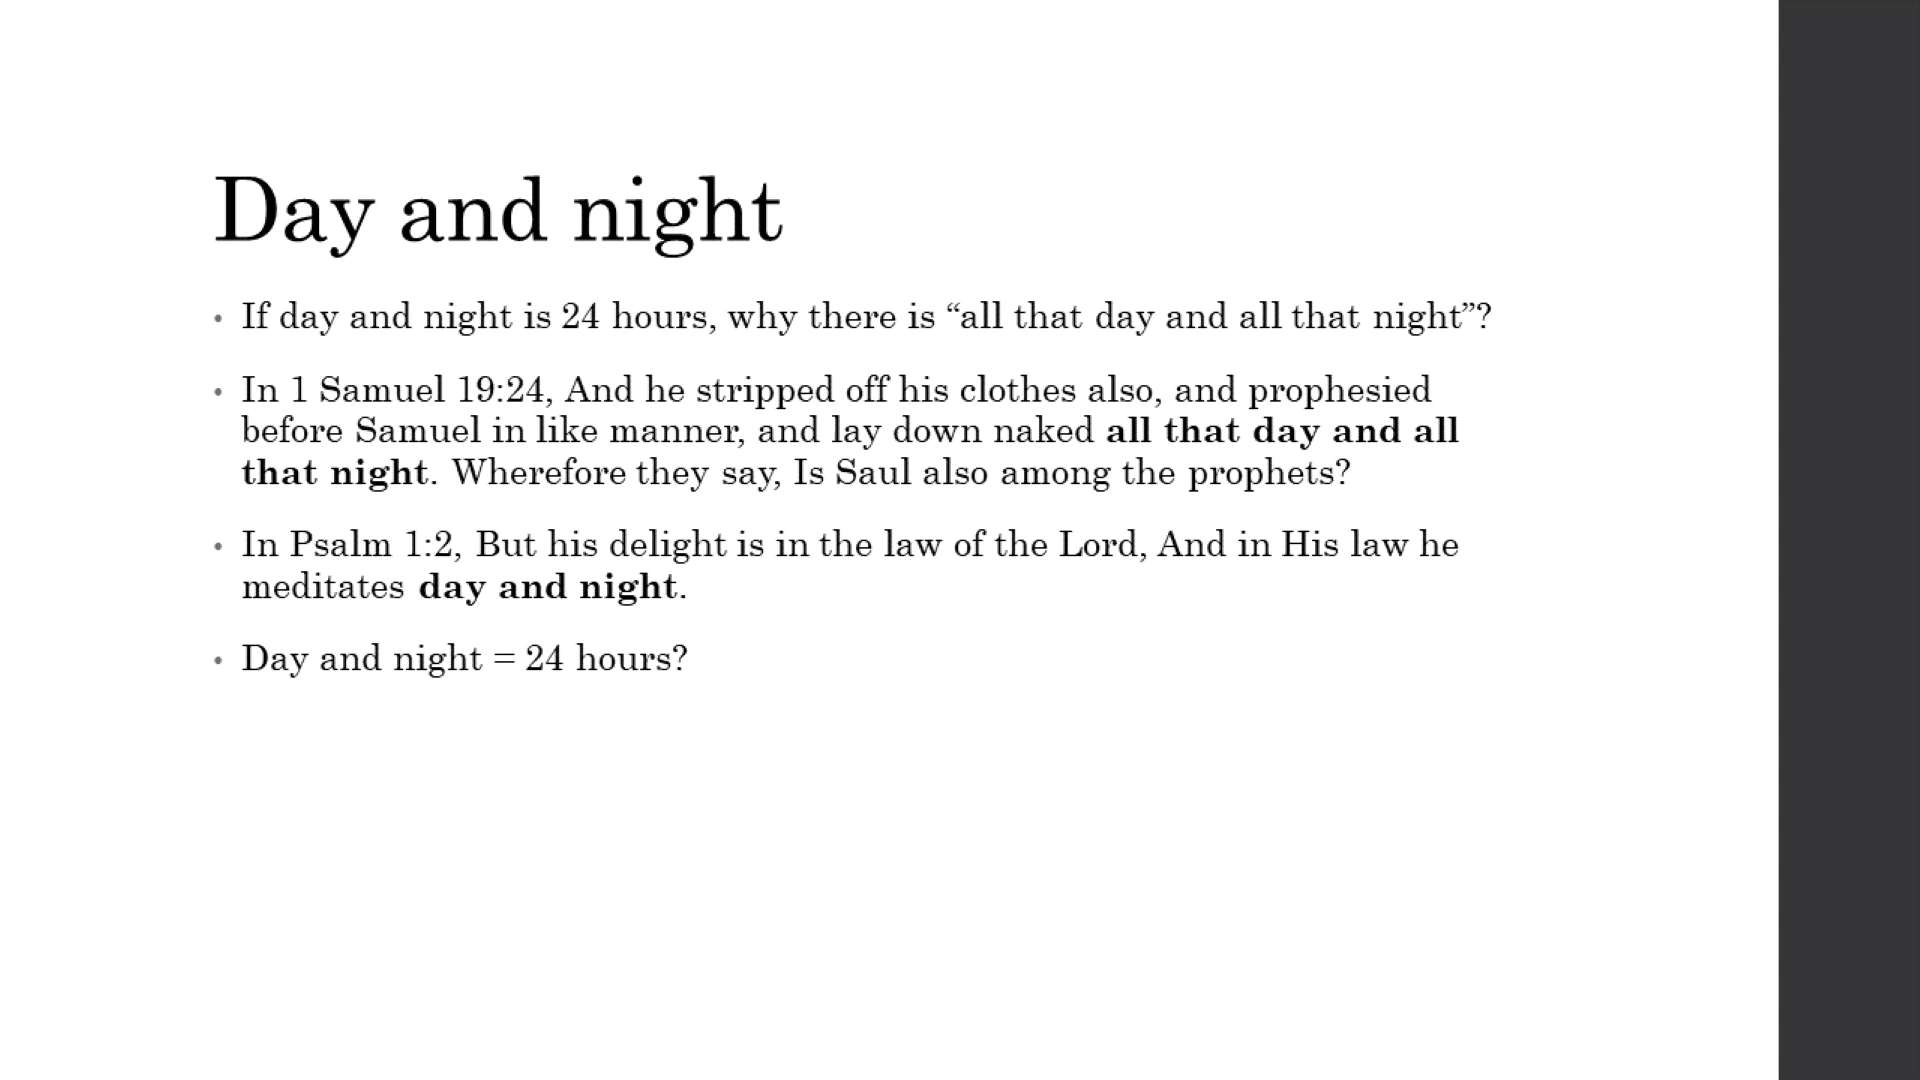 Day and night
• If day and night is 24 hours, why there is “all that day and all that night”?
• In 1 Samuel 19:24, And he stripped off his clothes also, and prophesied
before Samuel in like manner, and lay down naked all that day and all
that night. Wherefore they say, Is Saul also among the prophets?
• In Psalm 1:2, But his delight is in the law of the Lord, And in His law he
meditates day and night.
• Day and night = 24 hours?